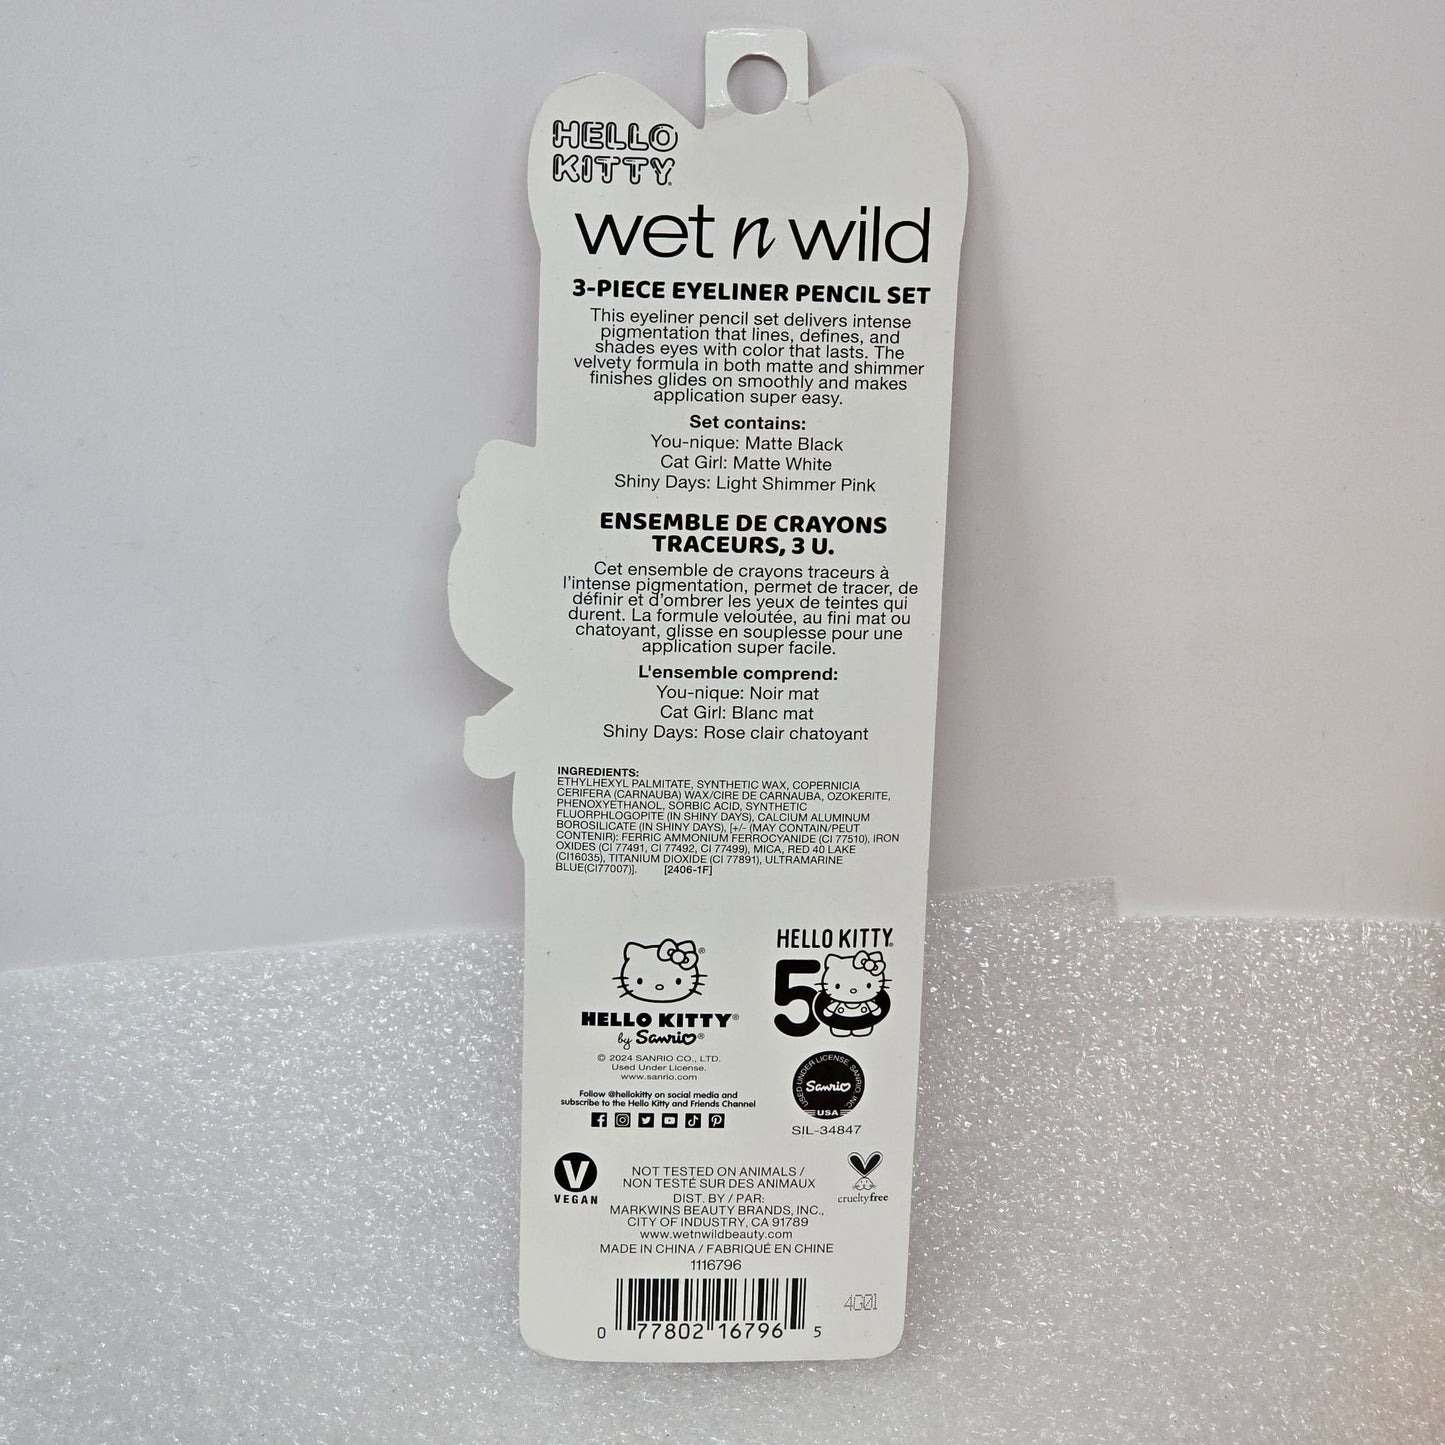 HELLO
KITTY
wet n wild
3-PIECE EYELINER PENCIL SET
This eyeliner pencil set delivers intense
pigmentation that lines, defines, and
shades eyes with color that lasts. The
velvety formula in both matte and shimmer
finishes glides on smoothly and makes
application super easy.
Set contains:
You-nique: Matte Black
Cat Girl: Matte White
Shiny Days: Light Shimmer Pink
ENSEMBLE DE CRAYONS
TRACEURS, 3 U.
Cet ensemble de crayons traceurs à
l'intense pigmentation, permet de tracer, de
définir et d'ombrer les yeux de teintes qui
durent. La formule veloutée, au fini mat ou
chatoyant, glisse en souplesse pour une
application super facile.
L'ensemble comprend:
You-nique: Noir mat
Cat Girl: Blanc mat
Shiny Days: Rose clair chatoyant
INGREDIENTS:
ETHYLHEXYL PALMITATE, SYNTHETIC WAX, COPERNICIA
CERIFERA (CARNAUBA) WAX/CIRE DE CARNAUBA, OZOKERITE,
PHENOXYETHANOL, SORBIC ACID, SYNTHETIC
FLUORPHLOGOPITE (IN SHINY DAYS), CALCIUM ALUMINUM
BOROSILICATE (IN SHINY DAYS), [+/- (MAY CONTAIN/PEUT
CONTENIR): FERRIC AMMONIUM FERROCYANIDE (CI 77510), IRON
OXIDES (CI 77491, CI 77492, CI 77499), MICA, RED 40 LAKE
(CI16035), TITANIUM DIOXIDE (CI 77891), ULTRAMARINE
BLUE(CI77007)]. [2406-1F]
HELLO KITTY®
by Sanrio®
© 2024 SANRIO CO., LTD.
Used Under License.
www.sanrio.com
Follow @hellokitty on social media and
subscribe to the Hello Kitty and Friends Channel
HELLO KITTY
50
USED UNDER LICENSE SANRIO INC.
Sanrio
USA
SIL-34847
V
VEGAN
NOT TESTED ON ANIMALS /
NON TESTÉ SUR DES ANIMAUX
DIST. BY / PAR:
MARKWINS BEAUTY BRANDS, INC.,
CITY OF INDUSTRY, CA 91789
www.wetnwildbeauty.com
MADE IN CHINA / FABRIQUÉ EN CHINE
1116796
crueltyfree
4G01
0 77802 16796 5